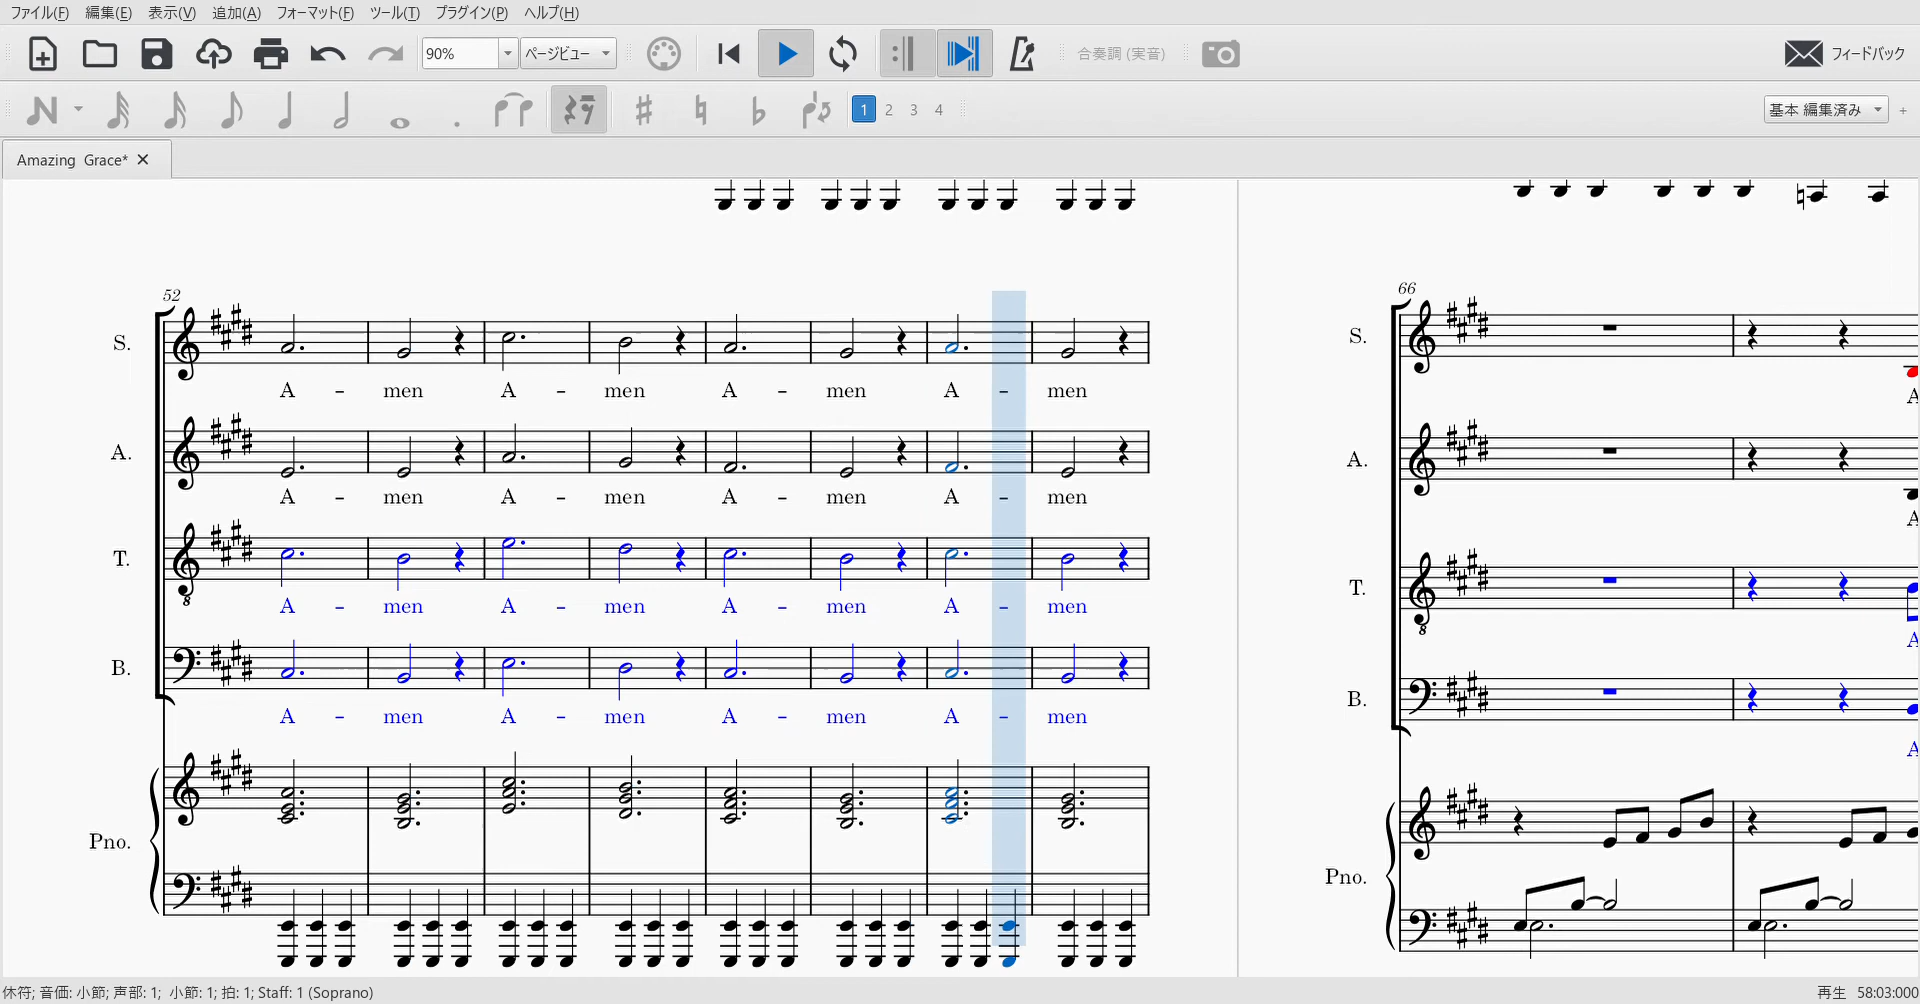 ファイル(F) 編集(E) 表示(V) 追加(A) フォーマット(F) ツール(T) プラグイン(P) ヘルプ(H)
90% ページビュー 合奏調 (実音) フィードバック
1 2 3 4 基本 編集済み +
Amazing Grace*
52
S.
A - men A - men A - men A - men
A.
A - men A - men A - men A - men
T.
8
A - men A - men A - men A - men
B.
A - men A - men A - men A - men
Pno.
66
S.
A
A.
A
T.
8
A
B.
A
Pno.
休符; 音価: 小節; 声部: 1; 小節: 1; 拍: 1; Staff: 1 (Soprano) 再生 58:03:000